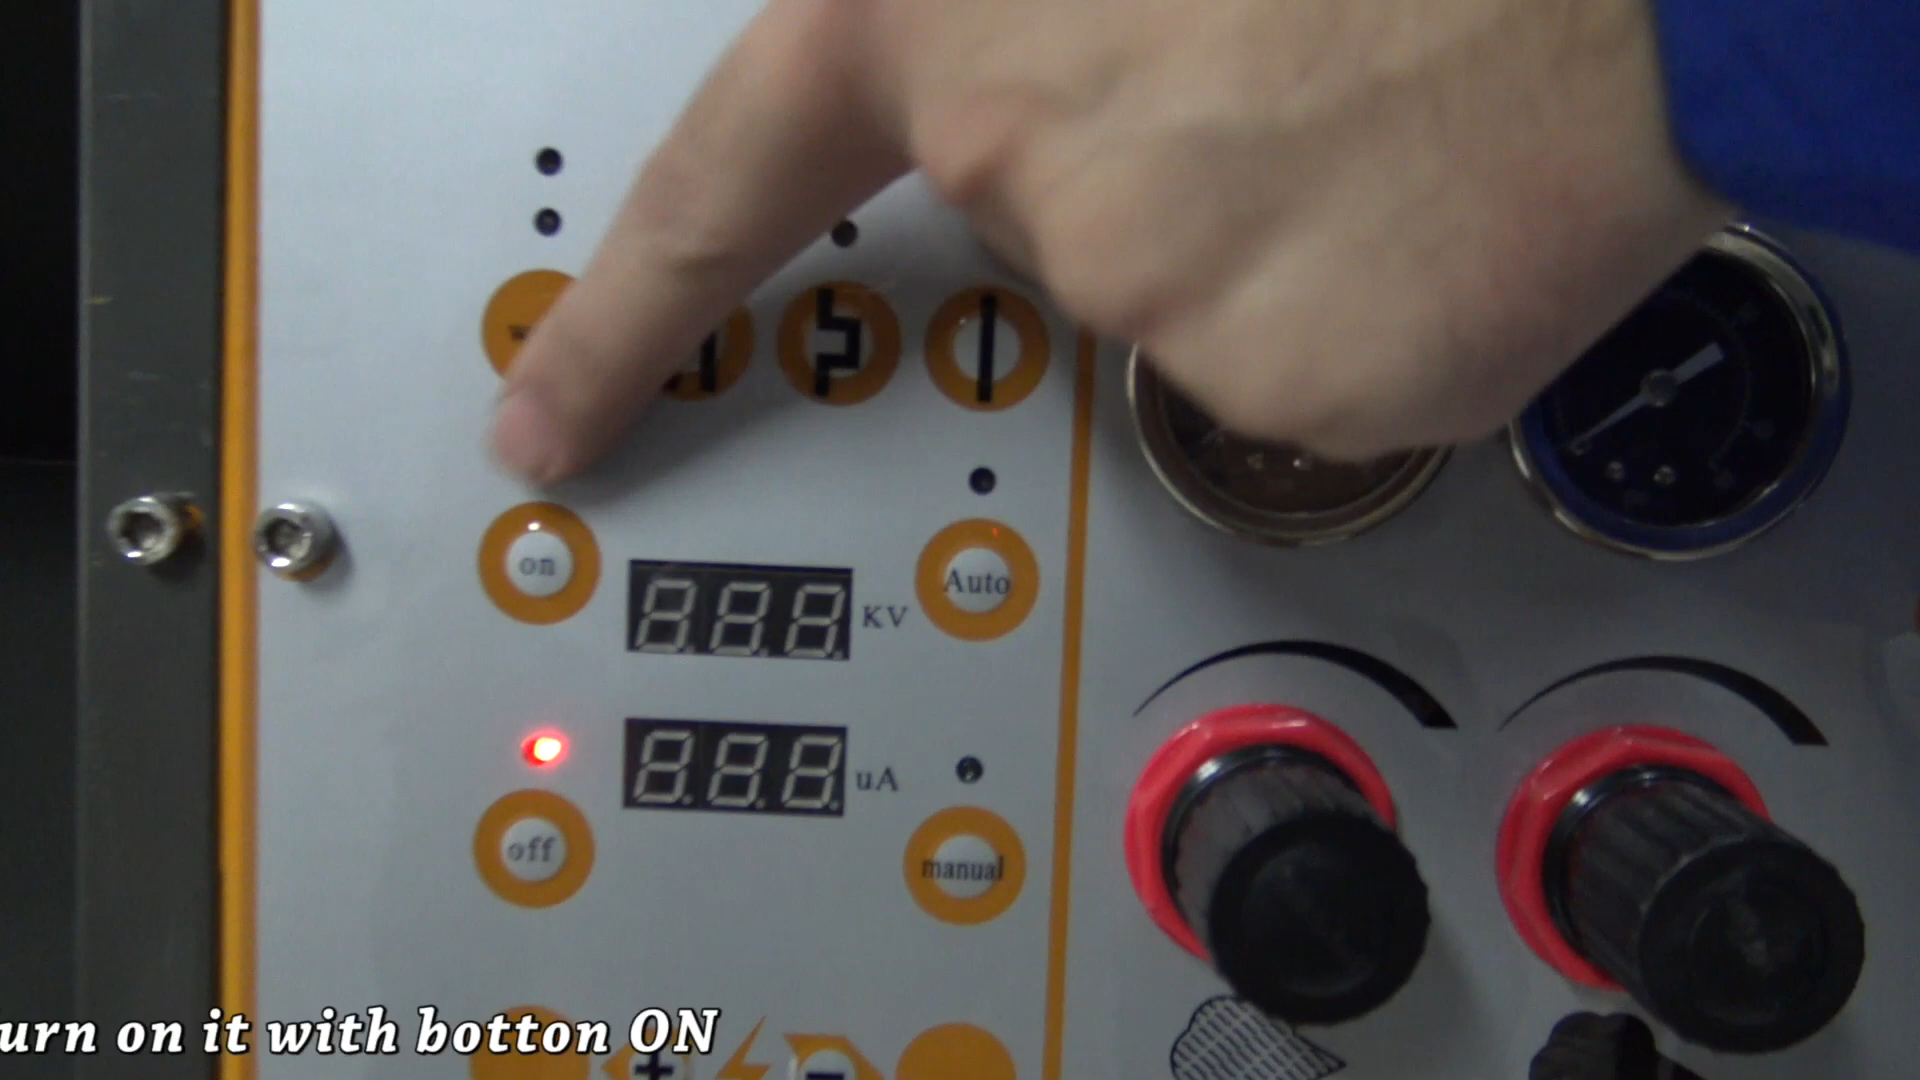 on
KV
Auto
uA
off
manual
urn on it with botton ON